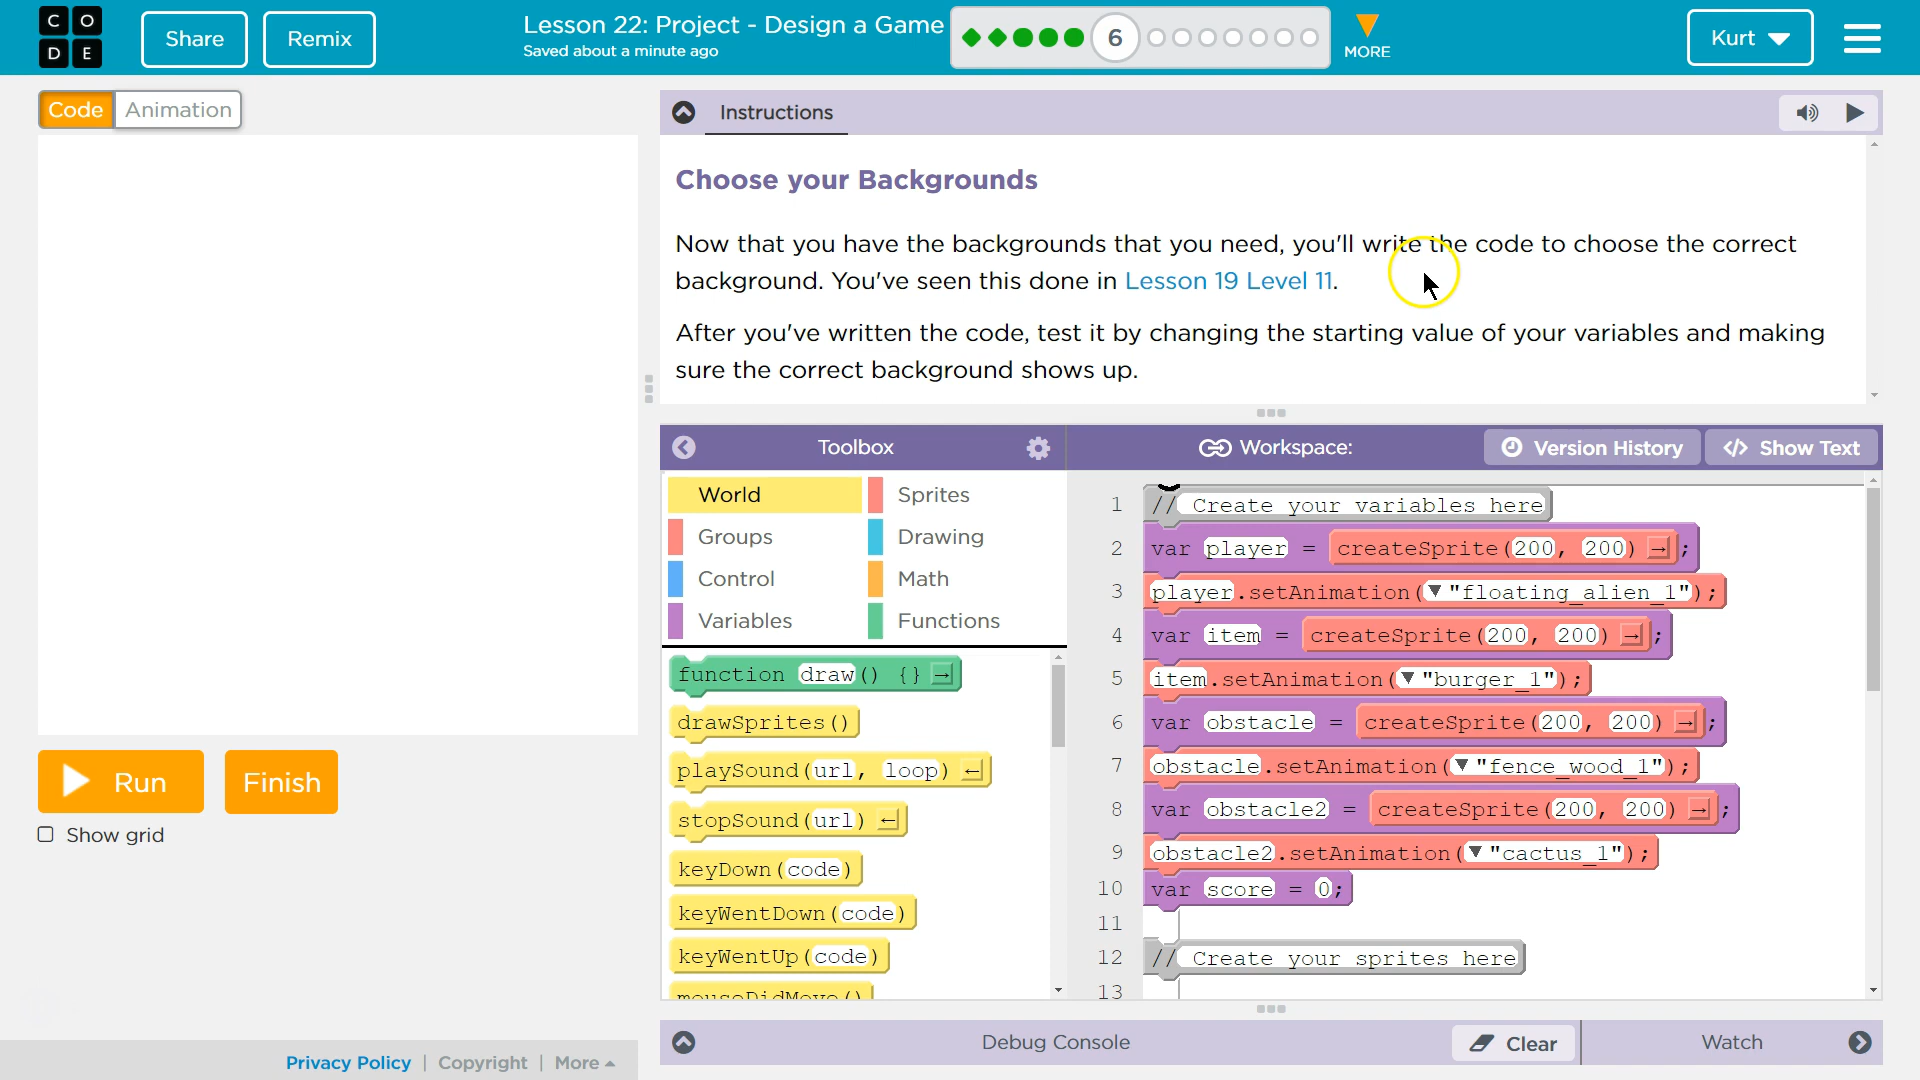 C O
D E
Share
Remix
Lesson 22: Project - Design a Game
Saved about a minute ago
6
MORE
Kurt
Code
Animation
Instructions
Choose your Backgrounds
Now that you have the backgrounds that you need, you'll write the code to choose the correct
background. You've seen this done in Lesson 19 Level 11.
After you've written the code, test it by changing the starting value of your variables and making
sure the correct background shows up.
Toolbox
Workspace:
Version History
</> Show Text
World
Sprites
Groups
Drawing
Control
Math
Variables
Functions
function draw() {} →
drawSprites()
playSound(url, loop) ←
stopSound(url) ←
keyDown(code)
keyWentDown(code)
keyWentUp(code)
mouseDidMove()
1 // Create your variables here
2 var player = createSprite(200, 200) → ;
3 player.setAnimation(▼ "floating_alien_1");
4 var item = createSprite(200, 200) → ;
5 item.setAnimation(▼ "burger_1");
6 var obstacle = createSprite(200, 200) → ;
7 obstacle.setAnimation(▼ "fence_wood_1");
8 var obstacle2 = createSprite(200, 200) → ;
9 obstacle2.setAnimation(▼ "cactus_1");
10 var score = 0;
11
12 // Create your sprites here
13
Run
Finish
Show grid
Debug Console
Clear
Watch
Privacy Policy | Copyright | More